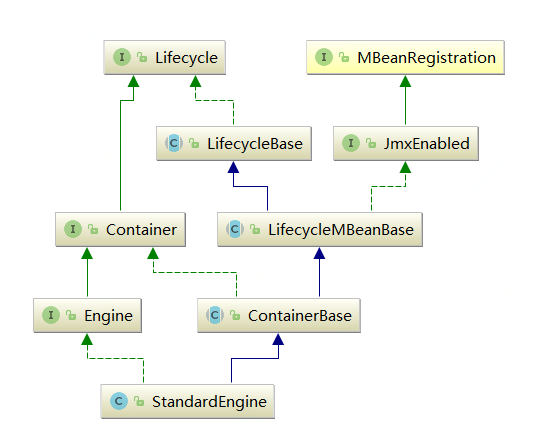 I Lifecycle
I MBeanRegistration
C LifecycleBase
I JmxEnabled
I Container
C LifecycleMBeanBase
I Engine
C ContainerBase
C StandardEngine